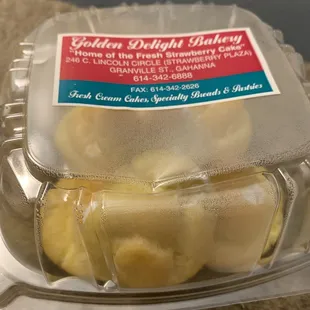 Golden Delight Bakery
"Home of the Fresh Strawberry Cake"
246 C. LINCOLN CIRCLE (STRAWBERRY PLAZA)
GRANVILLE ST., GAHANNA
614-342-6888
FAX: 614-342-2626
Fresh Cream Cakes, Specialty Breads & Pastries